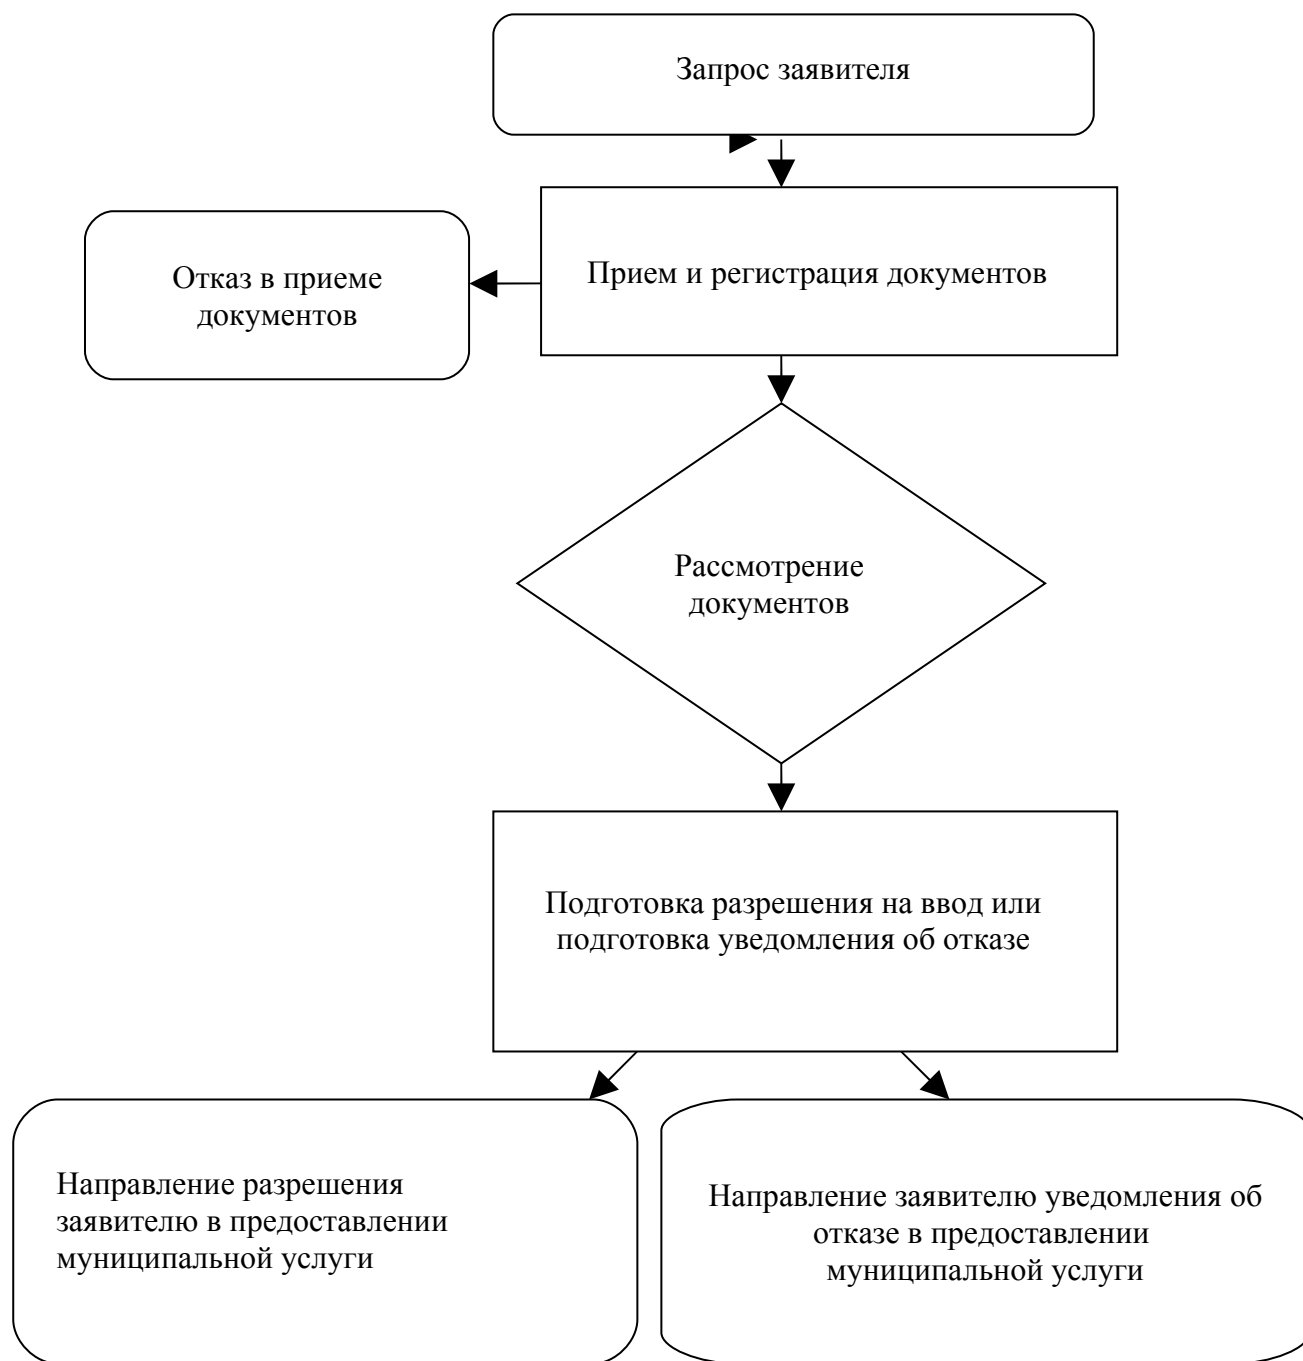 Запрос заявителя
Прием и регистрация документов
Отказ в приеме
документов
Рассмотрение
документов
Подготовка разрешения на ввод или
подготовка уведомления об отказе
Направление разрешения
заявителю в предоставлении
муниципальной услуги
Направление заявителю уведомления об
отказе в предоставлении
муниципальной услуги